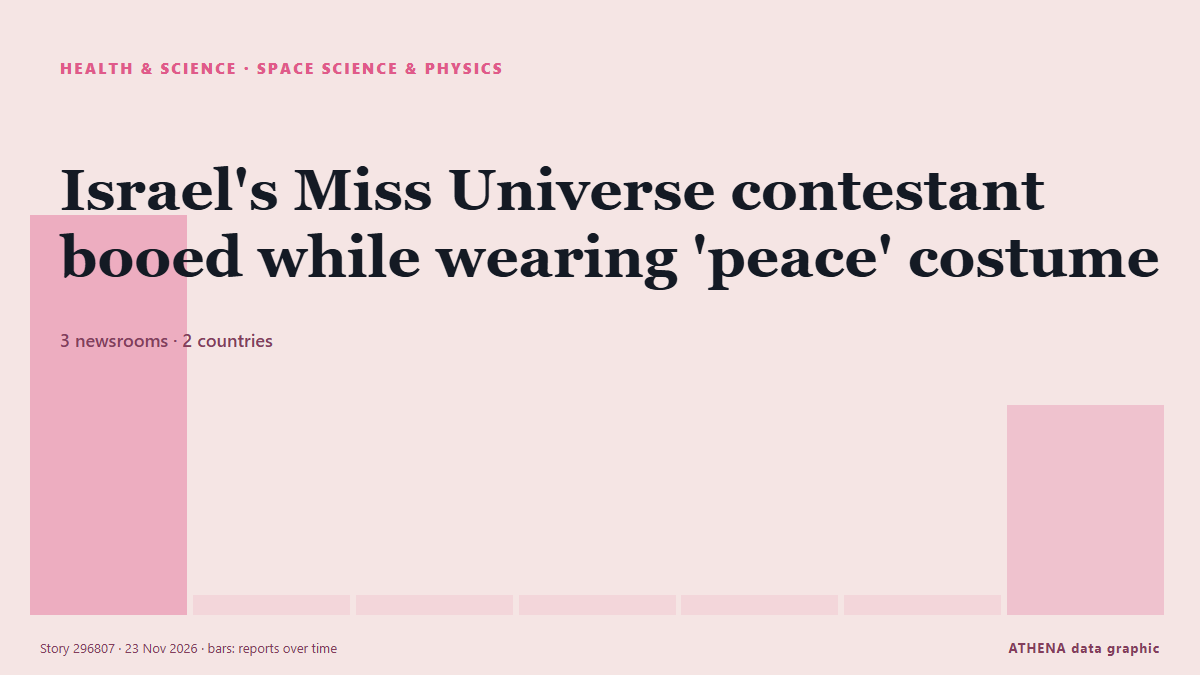 HEALTH & SCIENCE · SPACE SCIENCE & PHYSICS
Israel's Miss Universe contestant
booed while wearing 'peace' costume
3 newsrooms · 2 countries
Story 296807 · 23 Nov 2026 · bars: reports over time
ATHENA data graphic